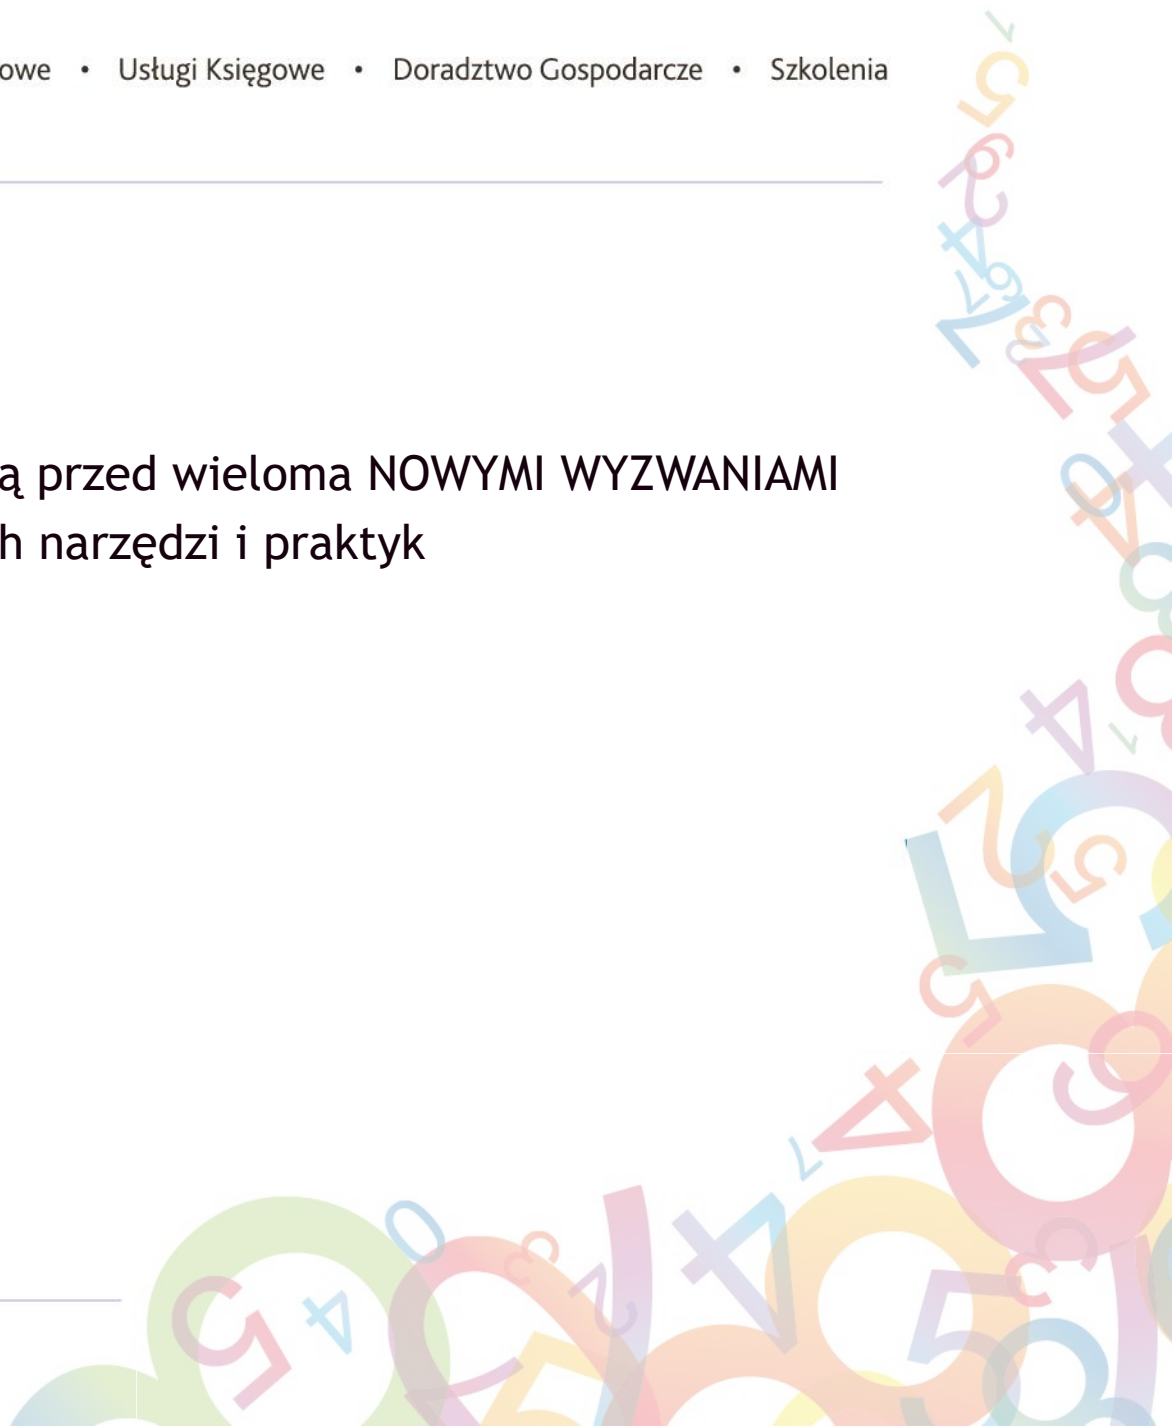 owe • Usługi Księgowe • Doradztwo Gospodarcze • Szkolenia
ą przed wieloma NOWYMI WYZWANIAMI
h narzędzi i praktyk